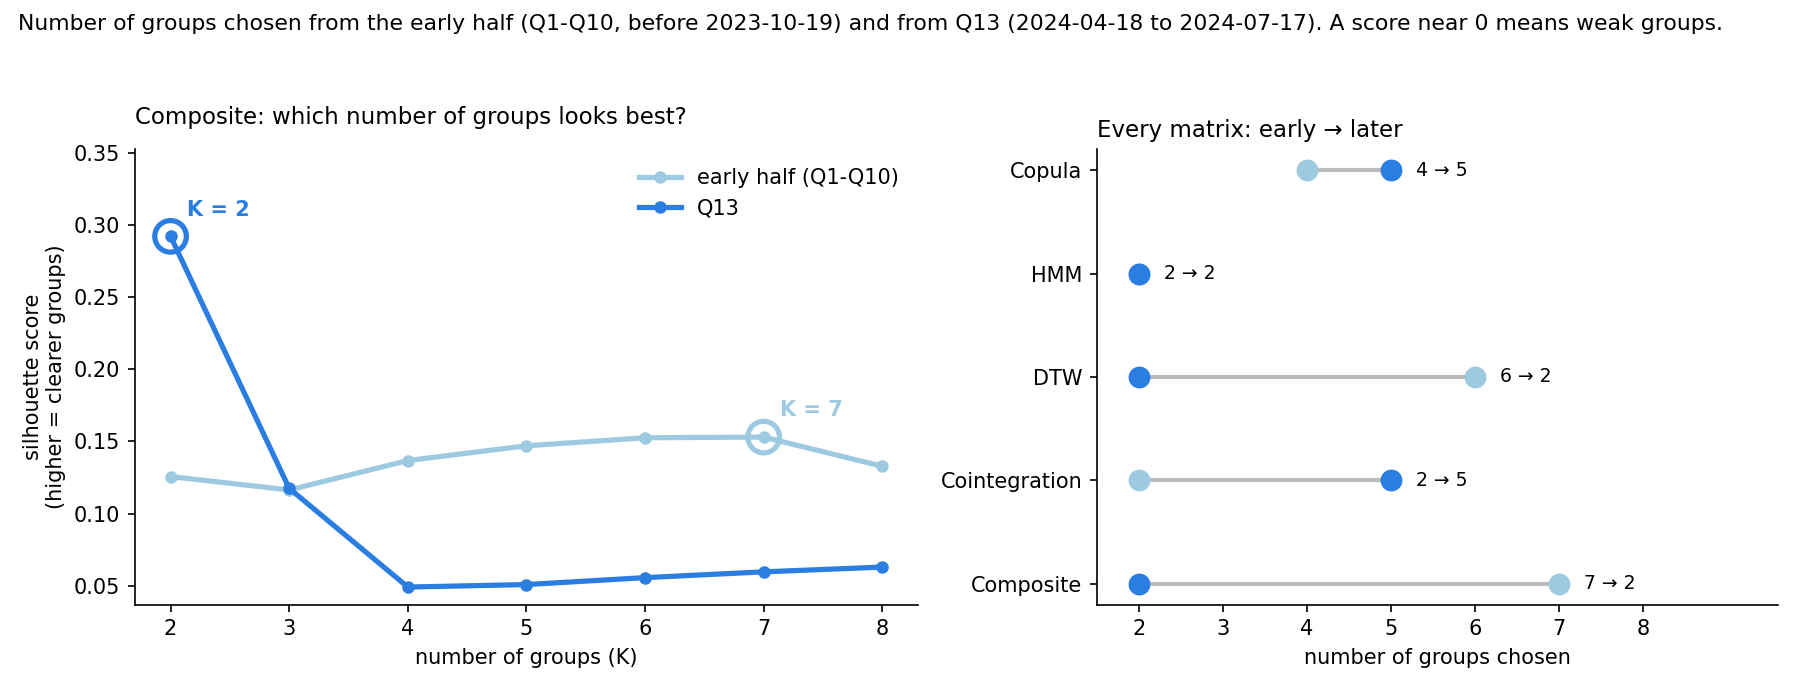 Number of groups chosen from the early half (Q1-Q10, before 2023-10-19) and from Q13 (2024-04-18 to 2024-07-17). A score near 0 means weak groups.
Composite: which number of groups looks best?
silhouette score
(higher = clearer groups)
0.35
0.30
0.25
0.20
0.15
0.10
0.05
K = 2
K = 7
early half (Q1-Q10)
Q13
2 3 4 5 6 7 8
number of groups (K)
Every matrix: early → later
Copula 4 → 5
HMM 2 → 2
DTW 6 → 2
Cointegration 2 → 5
Composite 7 → 2
2 3 4 5 6 7 8
number of groups chosen